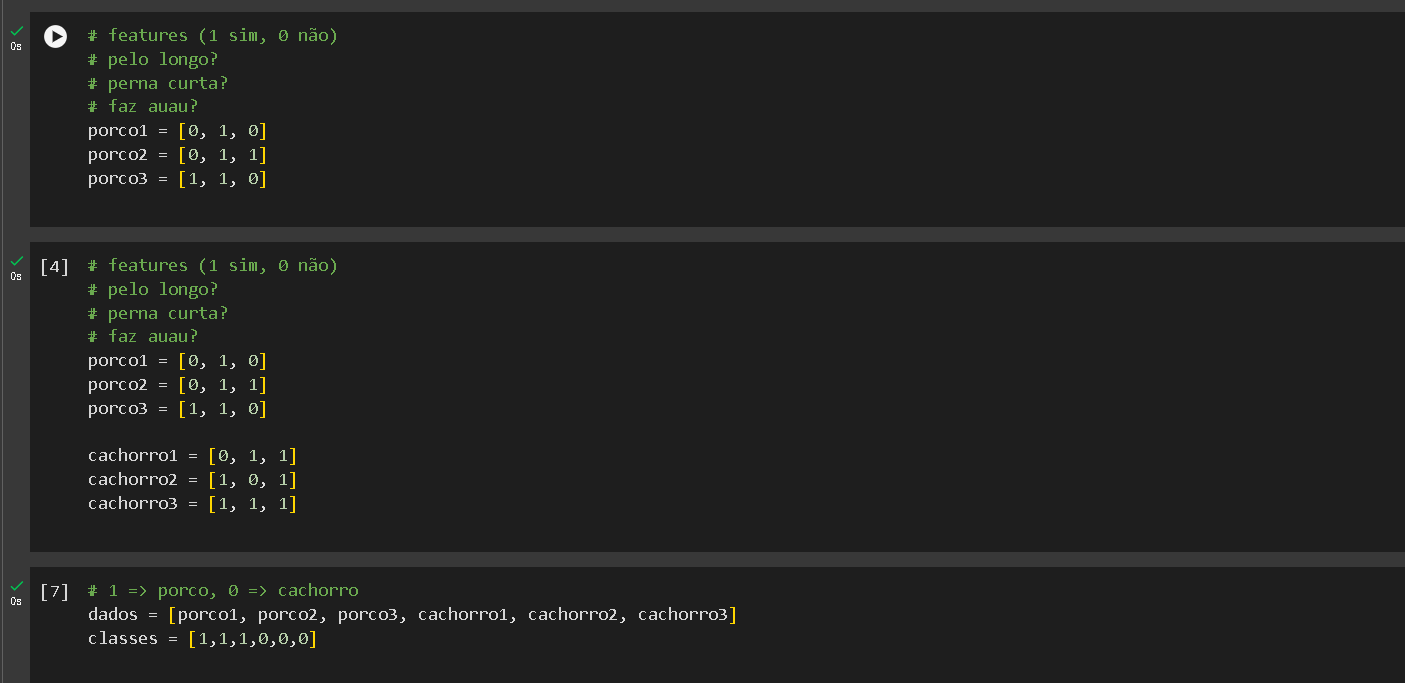 # features (1 sim, 0 não)
0s
# pelo longo?
# perna curta?
# faz auau?
porco1 = [0, 1, 0]
porco2 = [0, 1, 1]
porco3 = [1, 1, 0]
[4] # features (1 sim, 0 não)
0s
# pelo longo?
# perna curta?
# faz auau?
porco1 = [0, 1, 0]
porco2 = [0, 1, 1]
porco3 = [1, 1, 0]
cachorro1 = [0, 1, 1]
cachorro2 = [1, 0, 1]
cachorro3 = [1, 1, 1]
[7] # 1 => porco, 0 => cachorro
0s
dados = [porco1, porco2, porco3, cachorro1, cachorro2, cachorro3]
classes = [1,1,1,0,0,0]